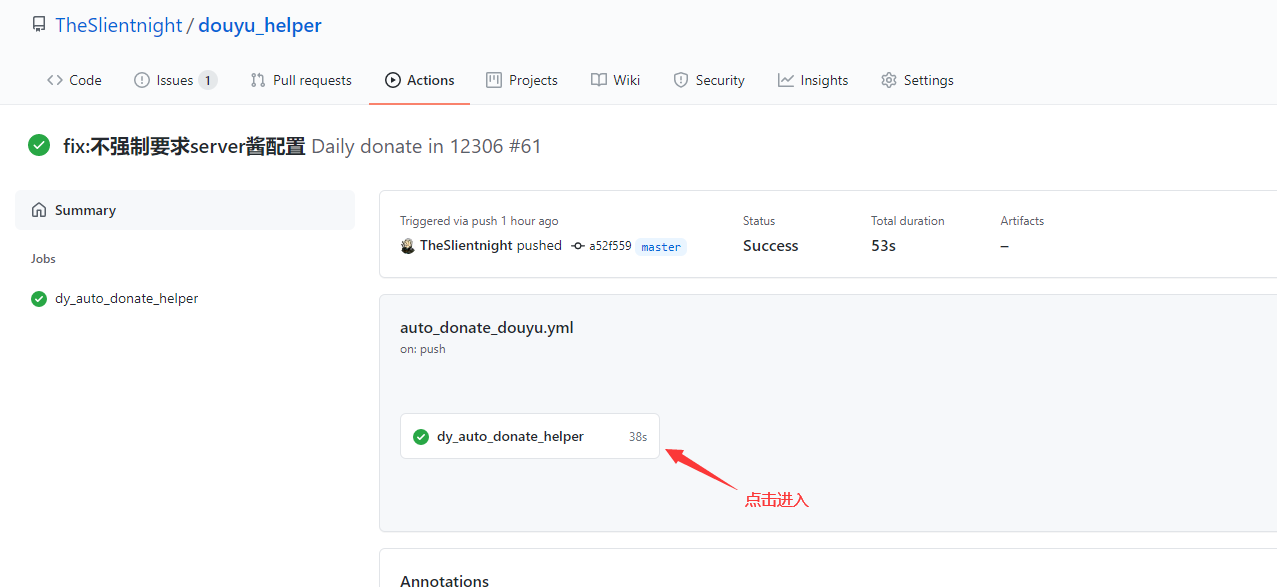 TheSlientnight / douyu_helper
Code Issues 1 Pull requests Actions Projects Wiki Security Insights Settings
fix:不强制要求server酱配置 Daily donate in 12306 #61
Summary
Jobs
dy_auto_donate_helper
Triggered via push 1 hour ago Status Total duration Artifacts
TheSlientnight pushed a52f559 master Success 53s –
auto_donate_douyu.yml
on: push
dy_auto_donate_helper 38s
点击进入
Annotations